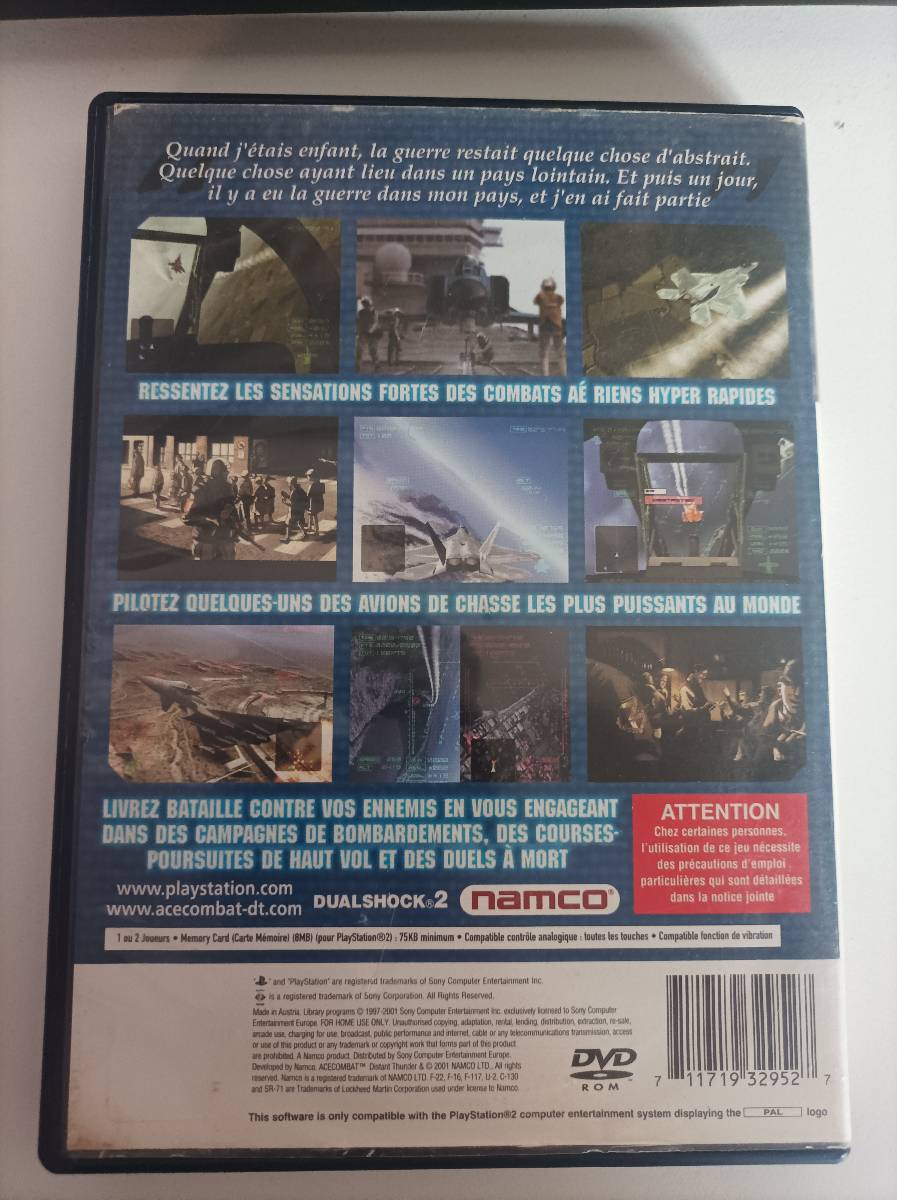 Quand j'étais enfant, la guerre restait quelque chose d'abstrait.
Quelque chose ayant lieu dans un pays lointain. Et puis un jour,
il y a eu la guerre dans mon pays, et j'en ai fait partie
RESSENTEZ LES SENSATIONS FORTES DES COMBATS AÉ RIENS HYPER RAPIDES
PILOTEZ QUELQUES-UNS DES AVIONS DE CHASSE LES PLUS PUISSANTS AU MONDE
LIVREZ BATAILLE CONTRE VOS ENNEMIS EN VOUS ENGAGEANT
DANS DES CAMPAGNES DE BOMBARDEMENTS, DES COURSES-
POURSUITES DE HAUT VOL ET DES DUELS À MORT
ATTENTION
Chez certaines personnes,
l'utilisation de ce jeu nécessite
des précautions d'emploi
particulières qui sont détaillées
dans la notice jointe
www.playstation.com
www.acecombat-dt.com
DUALSHOCK®2
namco®
1 ou 2 Joueurs • Memory Card (Carte Mémoire) (8MB) (pour PlayStation®2) : 75KB minimum • Compatible contrôle analogique : toutes les touches • Compatible fonction de vibration
" " and "PlayStation" are registered trademarks of Sony Computer Entertainment Inc.
is a registered trademark of Sony Corporation. All Rights Reserved.
Made in Austria. Library programs © 1997-2001 Sony Computer Entertainment Inc. exclusively licensed to Sony Computer
Entertainment Europe. FOR HOME USE ONLY. Unauthorised copying, adaptation, rental, lending, distribution, extraction, re-sale,
arcade use, charging for use, broadcast, public performance and internet, cable or any telecommunications transmission, access
or use of this product or any trademark or copyright work that forms part of this product
are prohibited. A Namco product. Distributed by Sony Computer Entertainment Europe.
Developed by Namco. ACECOMBAT™ Distant Thunder & © 2001 NAMCO LTD., All rights
reserved. Namco is a registered trademark of NAMCO LTD. F-22, F-16, F-117, U-2, C-130
and SR-71 are Trademarks of Lockheed Martin Corporation used under license to Namco.
DVD
ROM
7 11719 32952 7
This software is only compatible with the PlayStation®2 computer entertainment system displaying the PAL logo